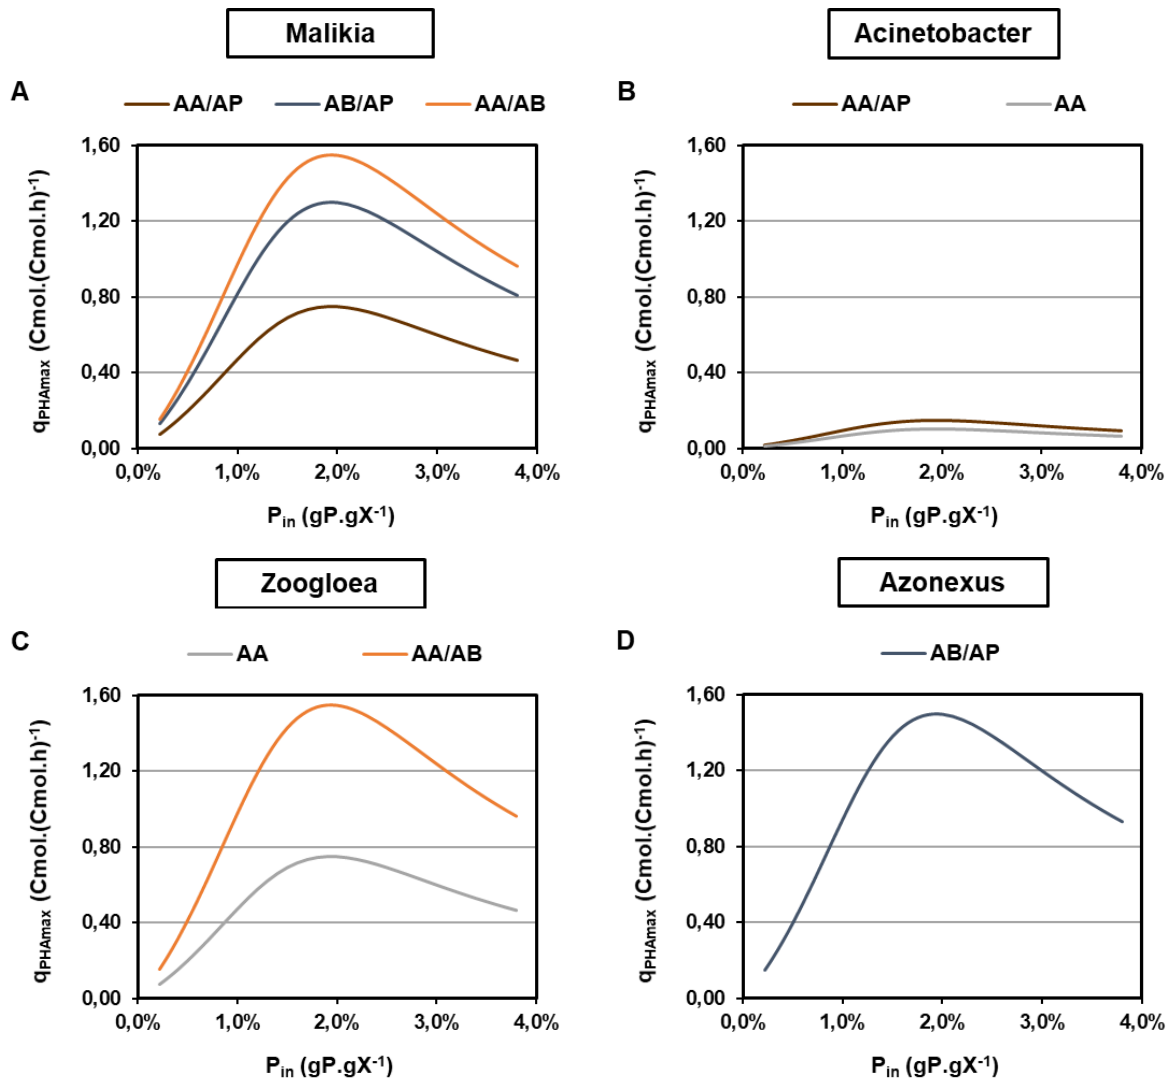 Malikia
Acinetobacter
A
AA/AP AB/AP AA/AB
1,60
1,20
0,80
0,40
0,00
0,0% 1,0% 2,0% 3,0% 4,0%
qPHAmax (Cmol.(Cmol.h)-1)
Pin (gP.gX-1)
B
AA/AP AA
1,60
1,20
0,80
0,40
0,00
0,0% 1,0% 2,0% 3,0% 4,0%
qPHAmax (Cmol.(Cmol.h)-1)
Pin (gP.gX-1)
Zoogloea
Azonexus
C
AA AA/AB
1,60
1,20
0,80
0,40
0,00
0,0% 1,0% 2,0% 3,0% 4,0%
qPHAmax (Cmol.(Cmol.h)-1)
Pin (gP.gX-1)
D
AB/AP
1,60
1,20
0,80
0,40
0,00
0,0% 1,0% 2,0% 3,0% 4,0%
qPHAmax (Cmol.(Cmol.h)-1)
Pin (gP.gX-1)